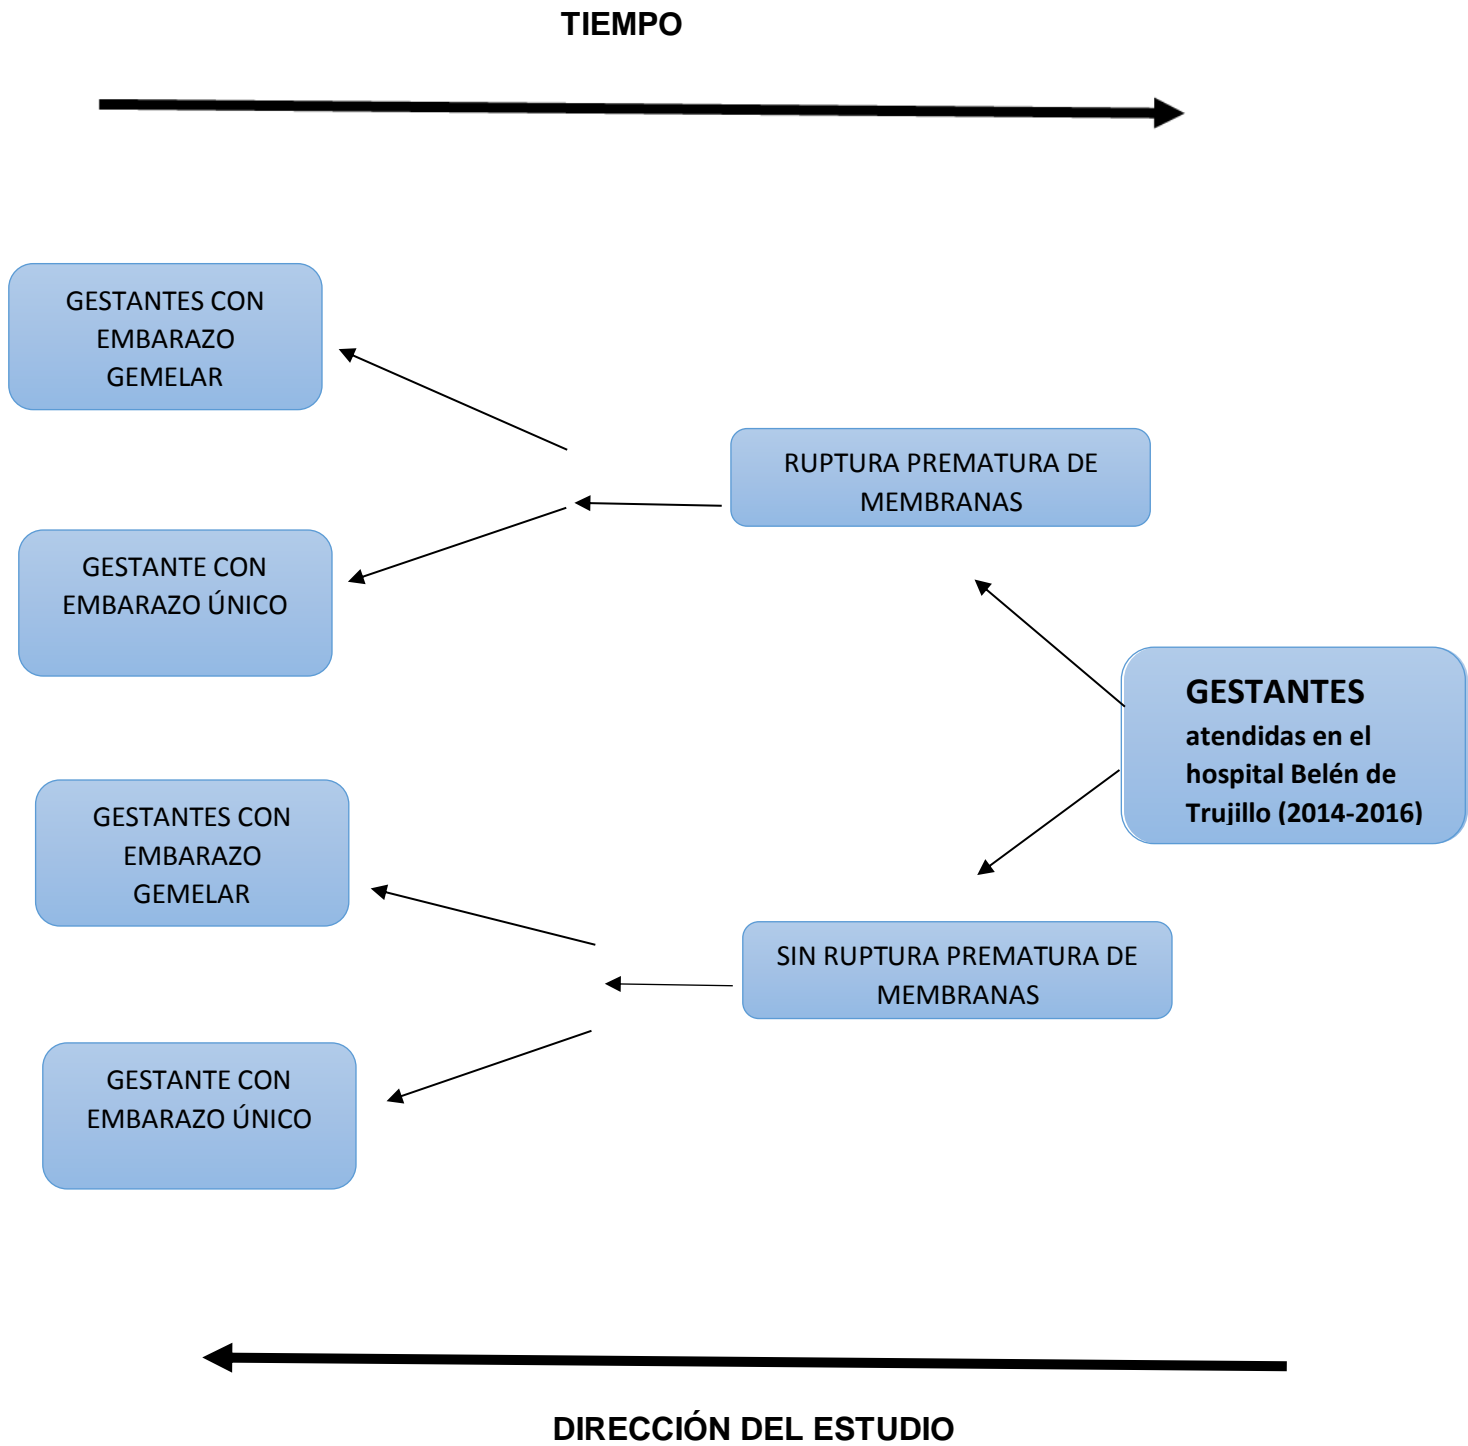 TIEMPO
GESTANTES CON
EMBARAZO
GEMELAR
RUPTURA PREMATURA DE
MEMBRANAS
GESTANTE CON
EMBARAZO ÚNICO
GESTANTES
atendidas en el
hospital Belén de
Trujillo (2014-2016)
GESTANTES CON
EMBARAZO
GEMELAR
SIN RUPTURA PREMATURA DE
MEMBRANAS
GESTANTE CON
EMBARAZO ÚNICO
DIRECCIÓN DEL ESTUDIO